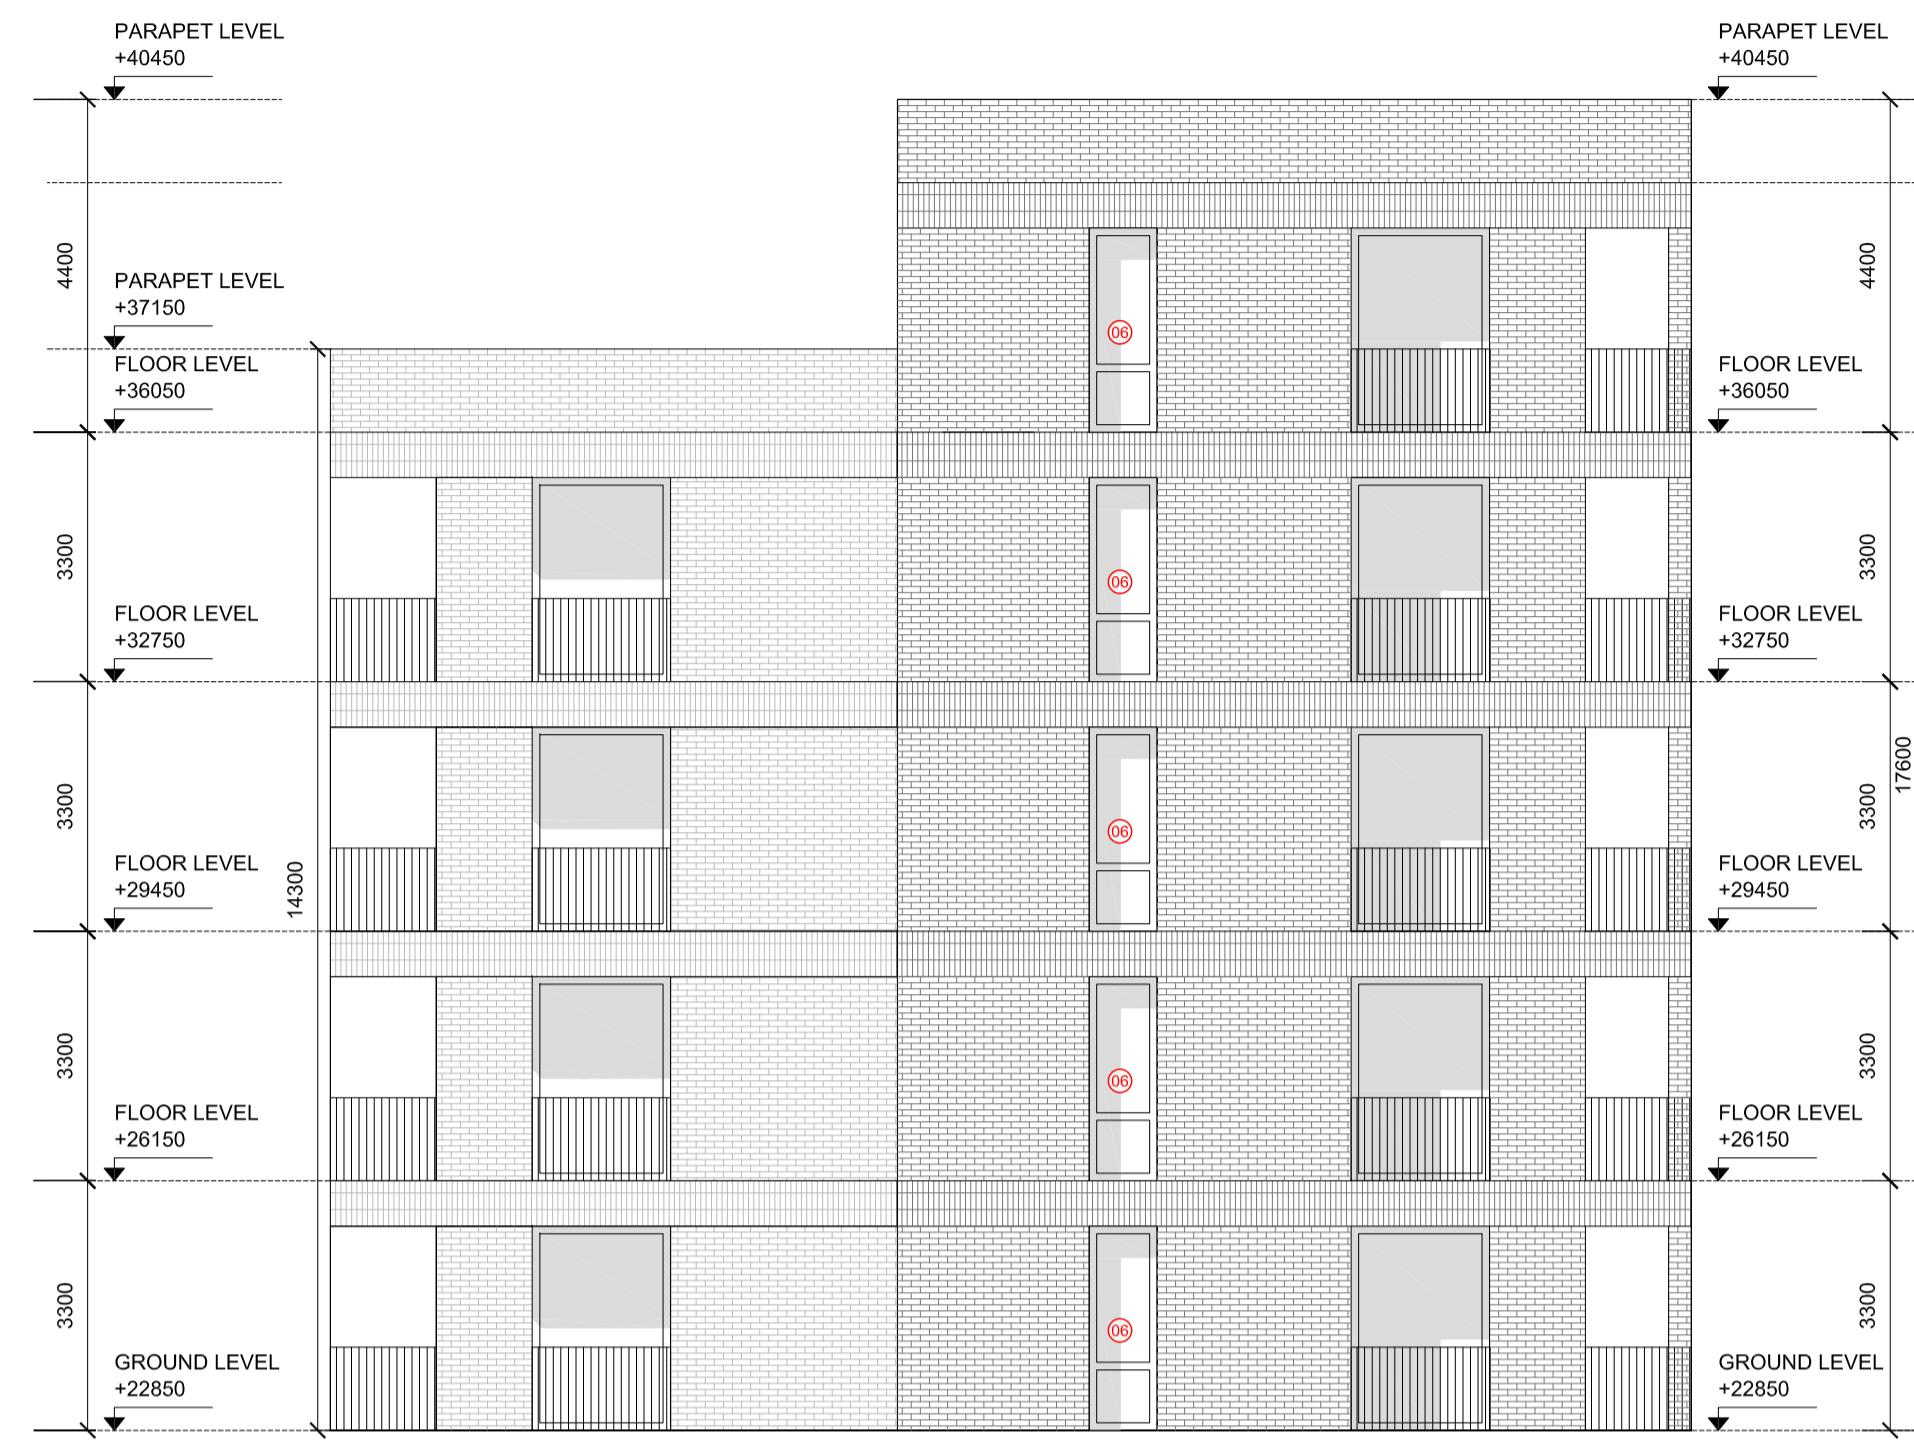 PARAPET LEVEL
+40450
PARAPET LEVEL
+40450
4400
4400
PARAPET LEVEL
+37150
06
FLOOR LEVEL
+36050
FLOOR LEVEL
+36050
3300
06
3300
FLOOR LEVEL
+32750
FLOOR LEVEL
+32750
17600
3300
06
3300
FLOOR LEVEL
+29450
14300
FLOOR LEVEL
+29450
3300
06
3300
FLOOR LEVEL
+26150
FLOOR LEVEL
+26150
3300
06
3300
GROUND LEVEL
+22850
GROUND LEVEL
+22850